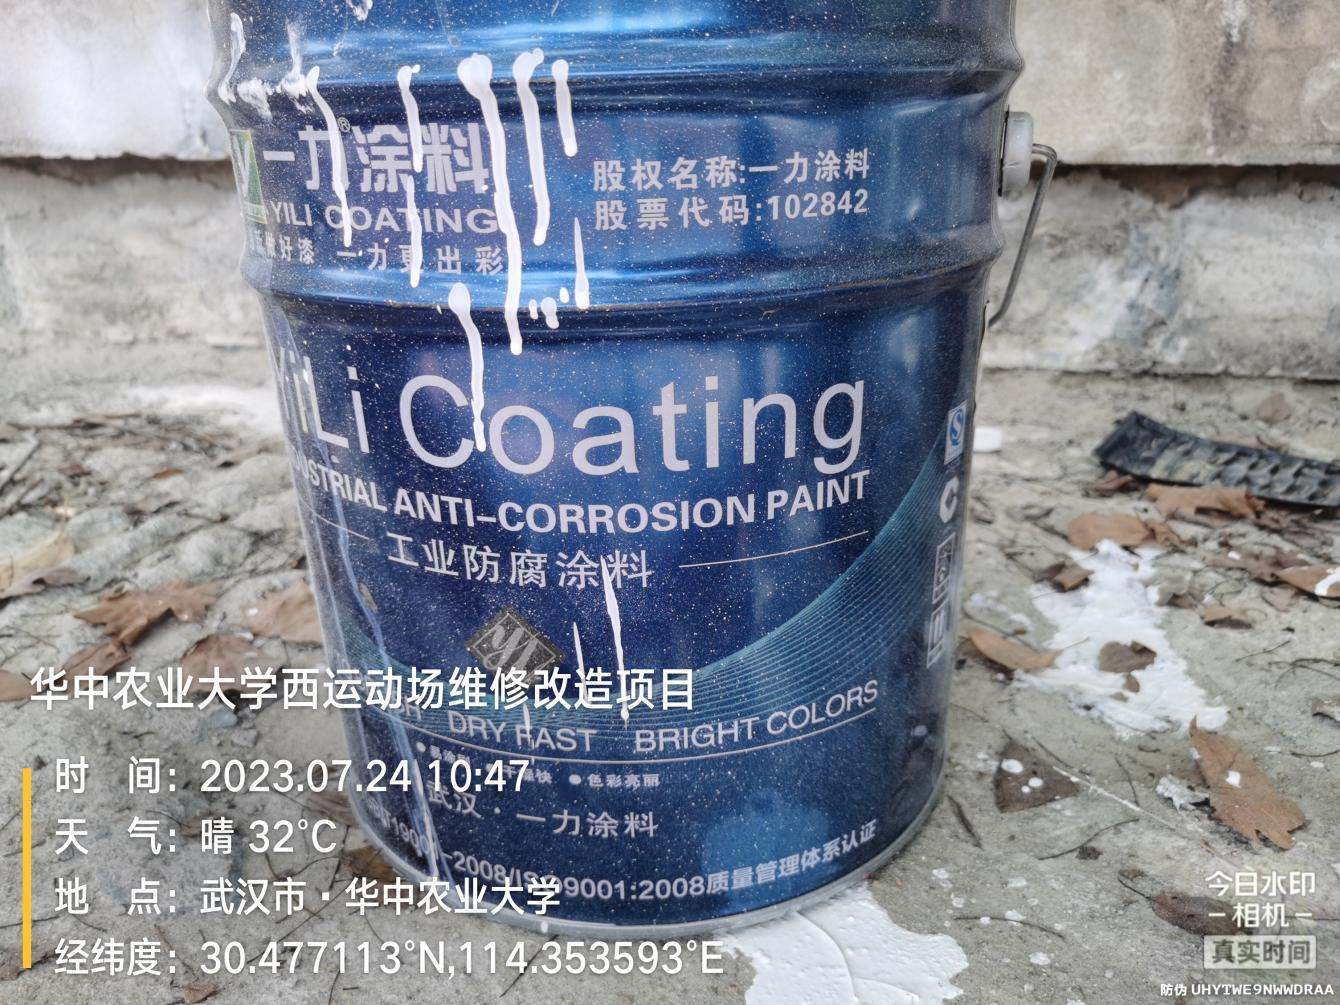 一力涂料®
YILI COATING
好漆 一力更出彩
股权名称:一力涂料
股票代码:102842
YiLi Coating
INDUSTRIAL ANTI-CORROSION PAINT
工业防腐涂料
DRY FAST BRIGHT COLORS
色彩亮丽
武汉·一力涂料
-2008/ISO9001:2008质量管理体系认证
华中农业大学西运动场维修改造项目
时 间:2023.07.24 10:47
天 气:晴 32°C
地 点:武汉市·华中农业大学
经纬度:30.477113°N,114.353593°E
今日水印
-相机-
真实时间
防伪 UHYTWE9NWWDRAA